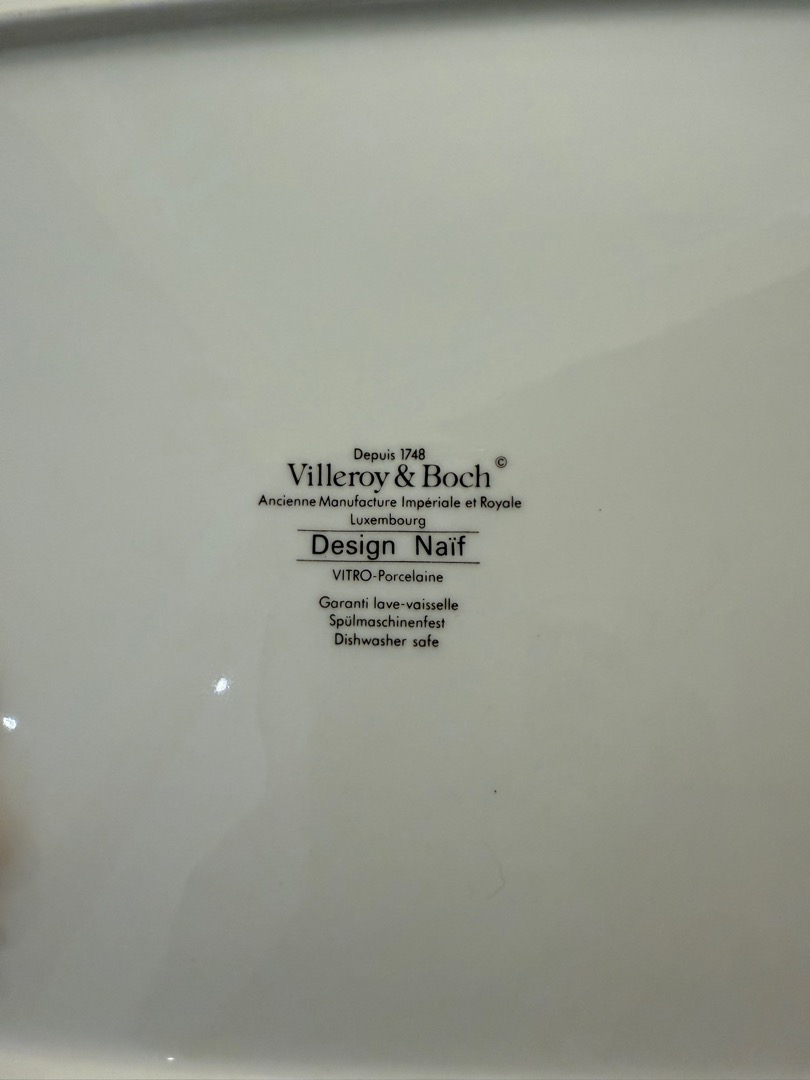 Depuis 1748
Villeroy & Boch ©
Ancienne Manufacture Impériale et Royale
Luxembourg
Design Naïf
VITRO-Porcelaine
Garanti lave-vaisselle
Spülmaschinenfest
Dishwasher safe